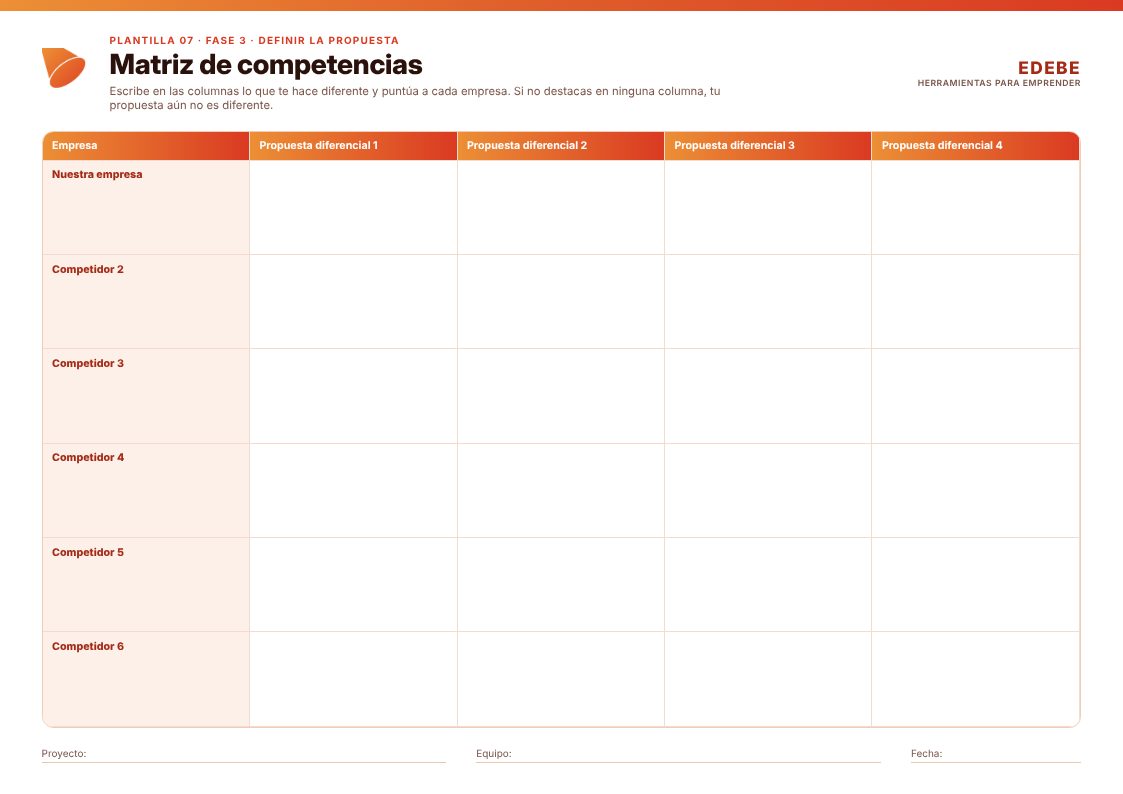 PLANTILLA 07 · FASE 3 · DEFINIR LA PROPUESTA
Matriz de competencias
Escribe en las columnas lo que te hace diferente y puntúa a cada empresa. Si no destacas en ninguna columna, tu
propuesta aún no es diferente.
EDEBE
HERRAMIENTAS PARA EMPRENDER
Empresa
Propuesta diferencial 1
Propuesta diferencial 2
Propuesta diferencial 3
Propuesta diferencial 4
Nuestra empresa
Competidor 2
Competidor 3
Competidor 4
Competidor 5
Competidor 6
Proyecto:
Equipo:
Fecha: